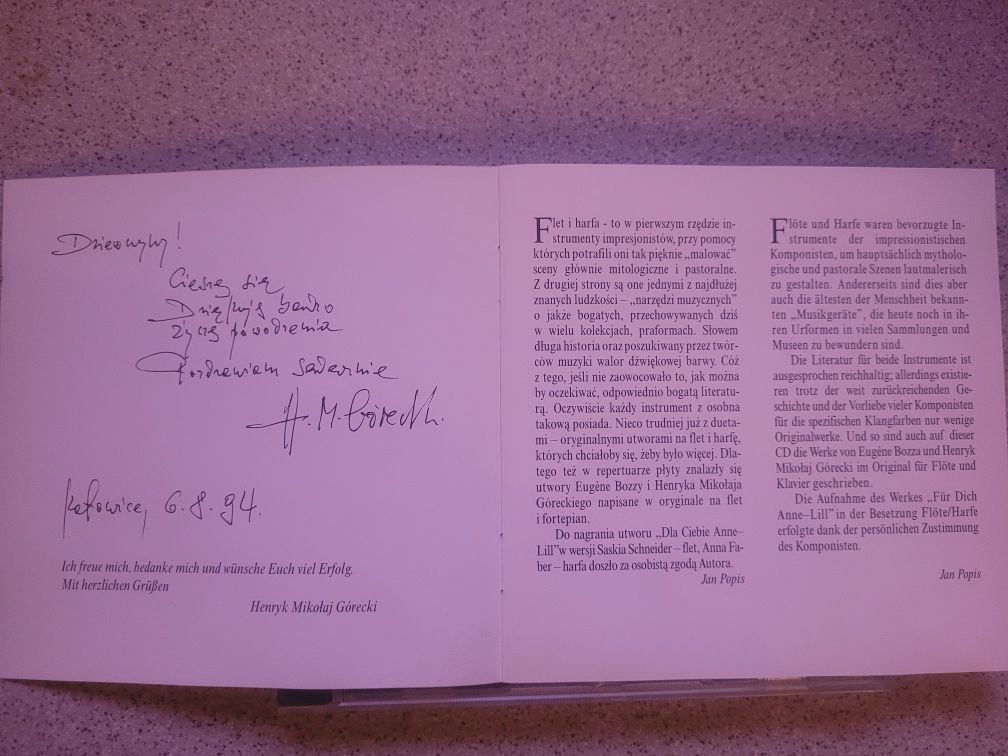 Dziewczyny!
Cieszę się
Dziękuję bardzo
życzę powodzenia
Pozdrawiam serdecznie
H. M. Górecki.
Katowice, 6.8.94.
Ich freue mich, bedanke mich und wünsche Euch viel Erfolg.
Mit herzlichen Grüßen
Henryk Mikołaj Górecki
Flet i harfa - to w pierwszym rzędzie in-
strumenty impresjonistów, przy pomocy
których potrafili oni tak pięknie „malować”
sceny głównie mitologiczne i pastoralne.
Z drugiej strony są one jednymi z najdłużej
znanych ludzkości – „narzędzi muzycznych”
o jakże bogatych, przechowywanych dziś
w wielu kolekcjach, praformach. Słowem
długa historia oraz poszukiwany przez twór-
ców muzyki walor dźwiękowej barwy. Cóż
z tego, jeśli nie zaowocowało to, jak można
by oczekiwać, odpowiednio bogatą literatu-
rą. Oczywiście każdy instrument z osobna
takową posiada. Nieco trudniej już z dueta-
mi – oryginalnymi utworami na flet i harfę,
których chciałoby się, żeby było więcej. Dla-
tego też w repertuarze płyty znalazły się
utwory Eugène Bozzy i Henryka Mikołaja
Góreckiego napisane w oryginale na flet
i fortepian.
Do nagrania utworu „Dla Ciebie Anne–
Lill”w wersji Saskia Schneider – flet, Anna Fa-
ber – harfa doszło za osobistą zgodą Autora.
Jan Popis
Flöte und Harfe waren bevorzugte In-
strumente der impressionistischen
Komponisten, um hauptsächlich mytholo-
gische und pastorale Szenen lautmalerisch
zu gestalten. Andererseits sind dies aber
auch die ältesten der Menschheit bekann-
ten „Musikgeräte”, die heute noch in ih-
ren Urformen in vielen Sammlungen und
Museen zu bewundern sind.
Die Literatur für beide Instrumente ist
ausgesprochen reichhaltig; allerdings existie-
ren trotz der weit zurückreichenden Ge-
schichte und der Vorliebe vieler Komponisten
für die spezifischen Klangfarben nur wenige
Originalwerke. Und so sind auch auf dieser
CD die Werke von Eugène Bozza und Henryk
Mikołaj Górecki im Original für Flöte und
Klavier geschrieben.
Die Aufnahme des Werkes „Für Dich
Anne–Lill” in der Besetzung Flöte/Harfe
erfolgte dank der persönlichen Zustimmung
des Komponisten.
Jan Popis